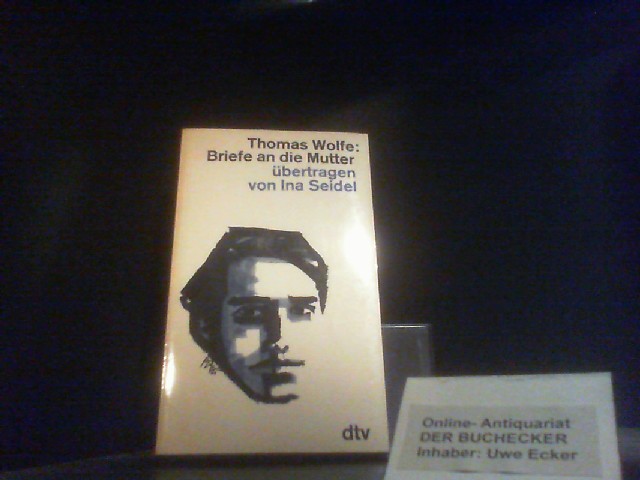 Thomas Wolfe:
Briefe an die Mutter
übertragen
von Ina Seidel
dtv
Online- Antiquariat
DER BUCHECKER
Inhaber: Uwe Ecker